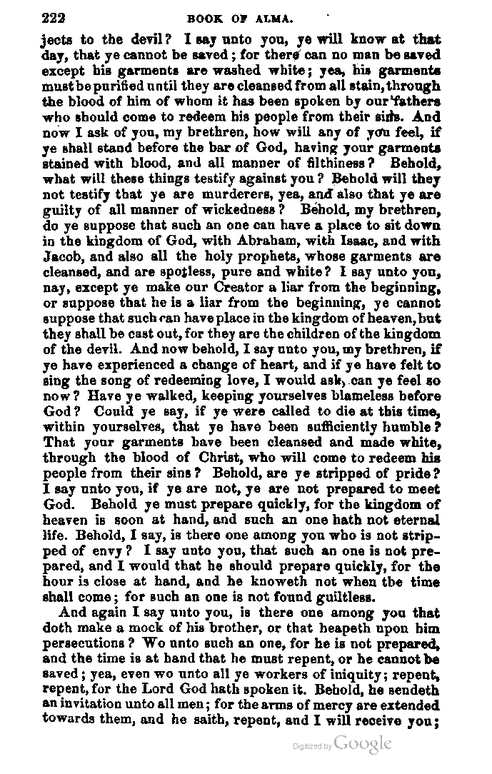 222 BOOK OF ALMA.
jects to the devil? I say unto you, ye will know at that
day, that ye cannot be saved; for there can no man be saved
except his garments are washed white; yea, his garments
must be purified until they are cleansed from all stain, through
the blood of him of whom it has been spoken by our fathers
who should come to redeem his people from their sins. And
now I ask of you, my brethren, how will any of you feel, if
ye shall stand before the bar of God, having your garments
stained with blood, and all manner of filthiness? Behold,
what will these things testify against you? Behold will they
not testify that ye are murderers, yea, and also that ye are
guilty of all manner of wickedness? Behold, my brethren,
do ye suppose that such an one can have a place to sit down
in the kingdom of God, with Abraham, with Isaac, and with
Jacob, and also all the holy prophets, whose garments are
cleansed, and are spotless, pure and white? I say unto you,
nay, except ye make our Creator a liar from the beginning,
or suppose that he is a liar from the beginning, ye cannot
suppose that such can have place in the kingdom of heaven, but
they shall be cast out, for they are the children of the kingdom
of the devil. And now behold, I say unto you, my brethren, if
ye have experienced a change of heart, and if ye have felt to
sing the song of redeeming love, I would ask, can ye feel so
now? Have ye walked, keeping yourselves blameless before
God? Could ye say, if ye were called to die at this time,
within yourselves, that ye have been sufficiently humble?
That your garments have been cleansed and made white,
through the blood of Christ, who will come to redeem his
people from their sins? Behold, are ye stripped of pride?
I say unto you, if ye are not, ye are not prepared to meet
God. Behold ye must prepare quickly, for the kingdom of
heaven is soon at hand, and such an one hath not eternal
life. Behold, I say, is there one among you who is not strip-
ped of envy? I say unto you, that such an one is not pre-
pared, and I would that he should prepare quickly, for the
hour is close at hand, and he knoweth not when the time
shall come; for such an one is not found guiltless.
And again I say unto you, is there one among you that
doth make a mock of his brother, or that heapeth upon him
persecutions? Wo unto such an one, for he is not prepared,
and the time is at hand that he must repent, or he cannot be
saved; yea, even wo unto all ye workers of iniquity; repent,
repent, for the Lord God hath spoken it. Behold, he sendeth
an invitation unto all men; for the arms of mercy are extended
towards them, and he saith, repent, and I will receive you;
Digitized by Google